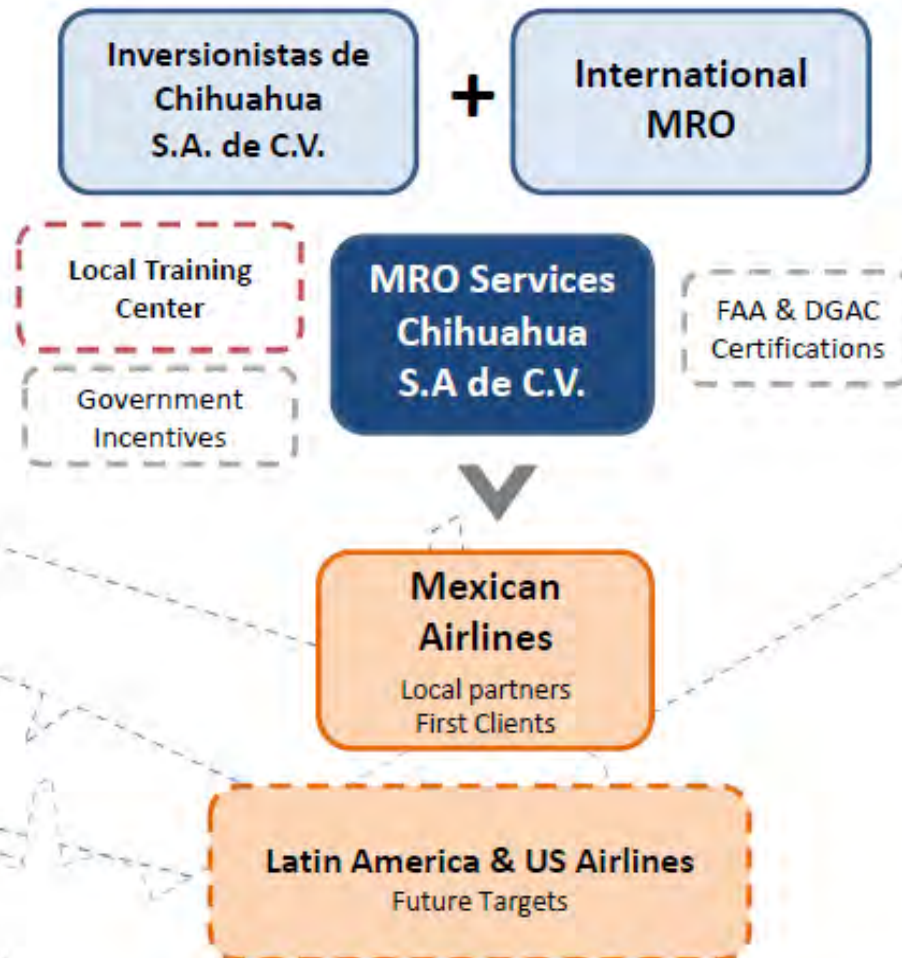 Inversionistas de
Chihuahua
S.A. de C.V.
+
International
MRO
Local Training
Center
MRO Services
Chihuahua
S.A de C.V.
FAA & DGAC
Certifications
Government
Incentives
Mexican
Airlines
Local partners
First Clients
Latin America & US Airlines
Future Targets